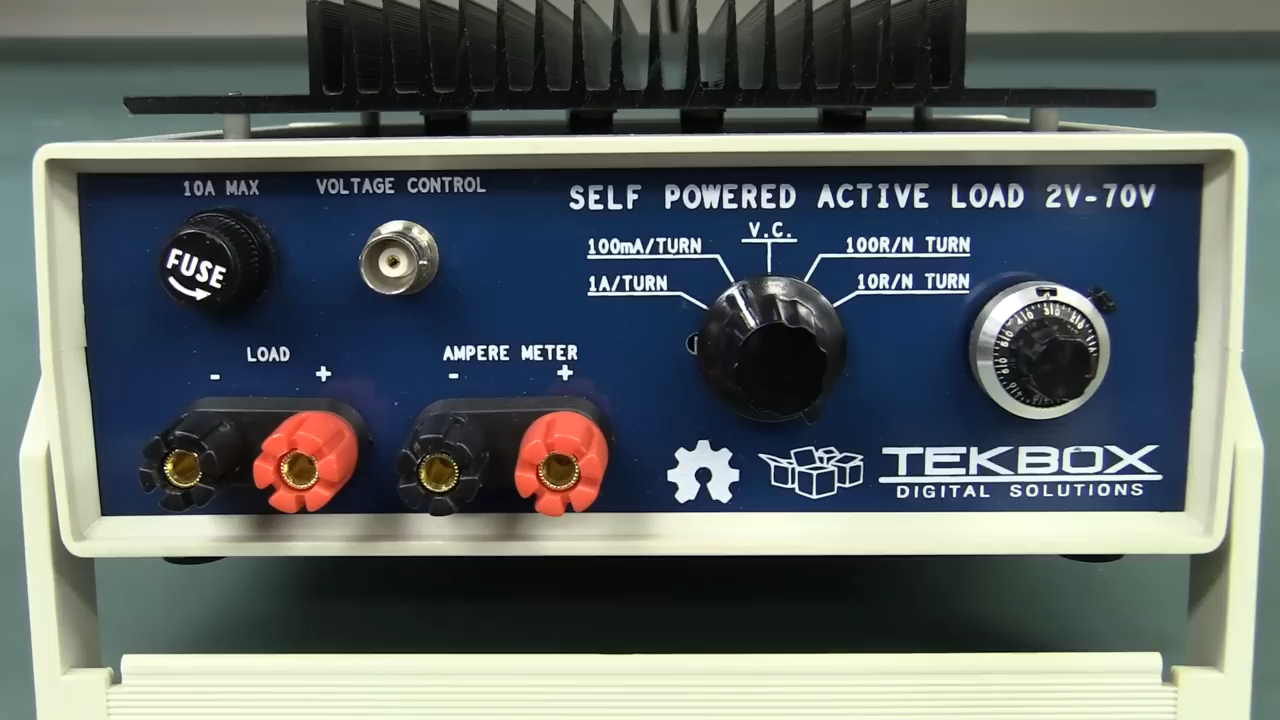 10A MAX
VOLTAGE CONTROL
SELF POWERED ACTIVE LOAD 2V-70V
V.C.
100mA/TURN
100R/N TURN
1A/TURN
10R/N TURN
FUSE
LOAD
AMPERE METER
- +
- +
TEKBOX
DIGITAL SOLUTIONS